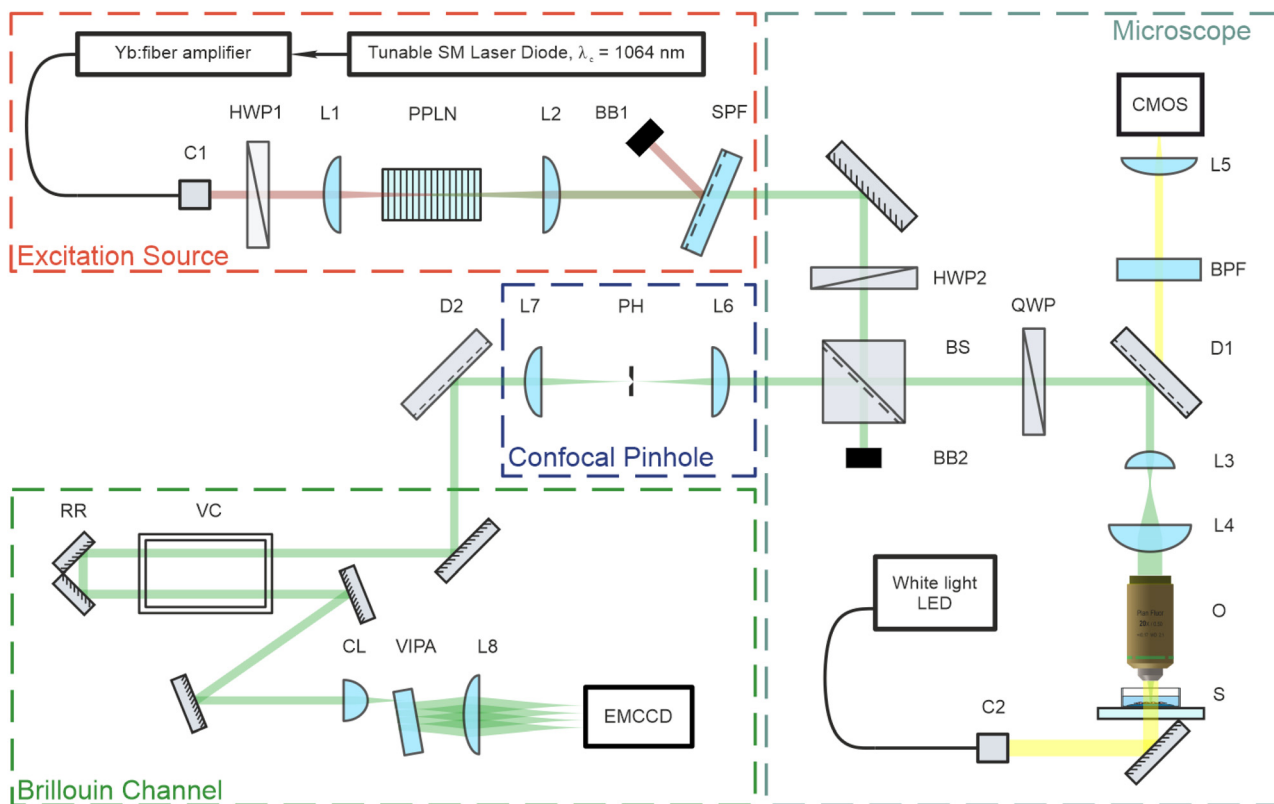 Microscope
Yb:fiber amplifier
Tunable SM Laser Diode, λc = 1064 nm
CMOS
HWP1
L1
PPLN
L2
BB1
SPF
C1
L5
Excitation Source
BPF
HWP2
D2
L7
PH
L6
QWP
BS
D1
Confocal Pinhole
BB2
L3
RR
VC
L4
White light
LED
Plan Fluor
O
CL
VIPA
L8
S
EMCCD
C2
Brillouin Channel